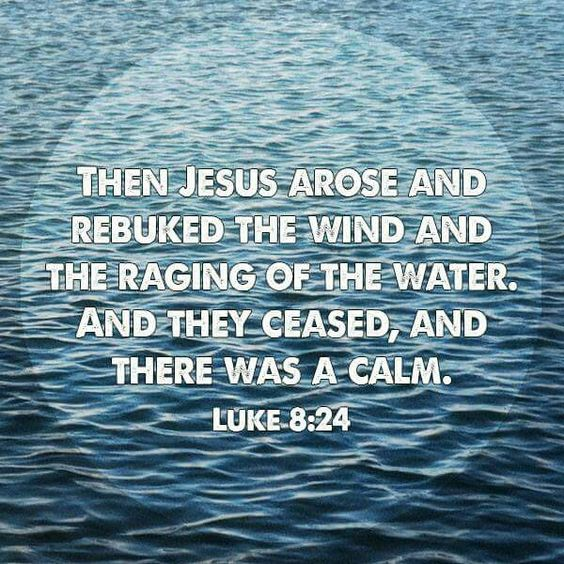 THEN JESUS AROSE AND
REBUKED THE WIND AND
THE RAGING OF THE WATER.
AND THEY CEASED, AND
THERE WAS A CALM.
LUKE 8:24